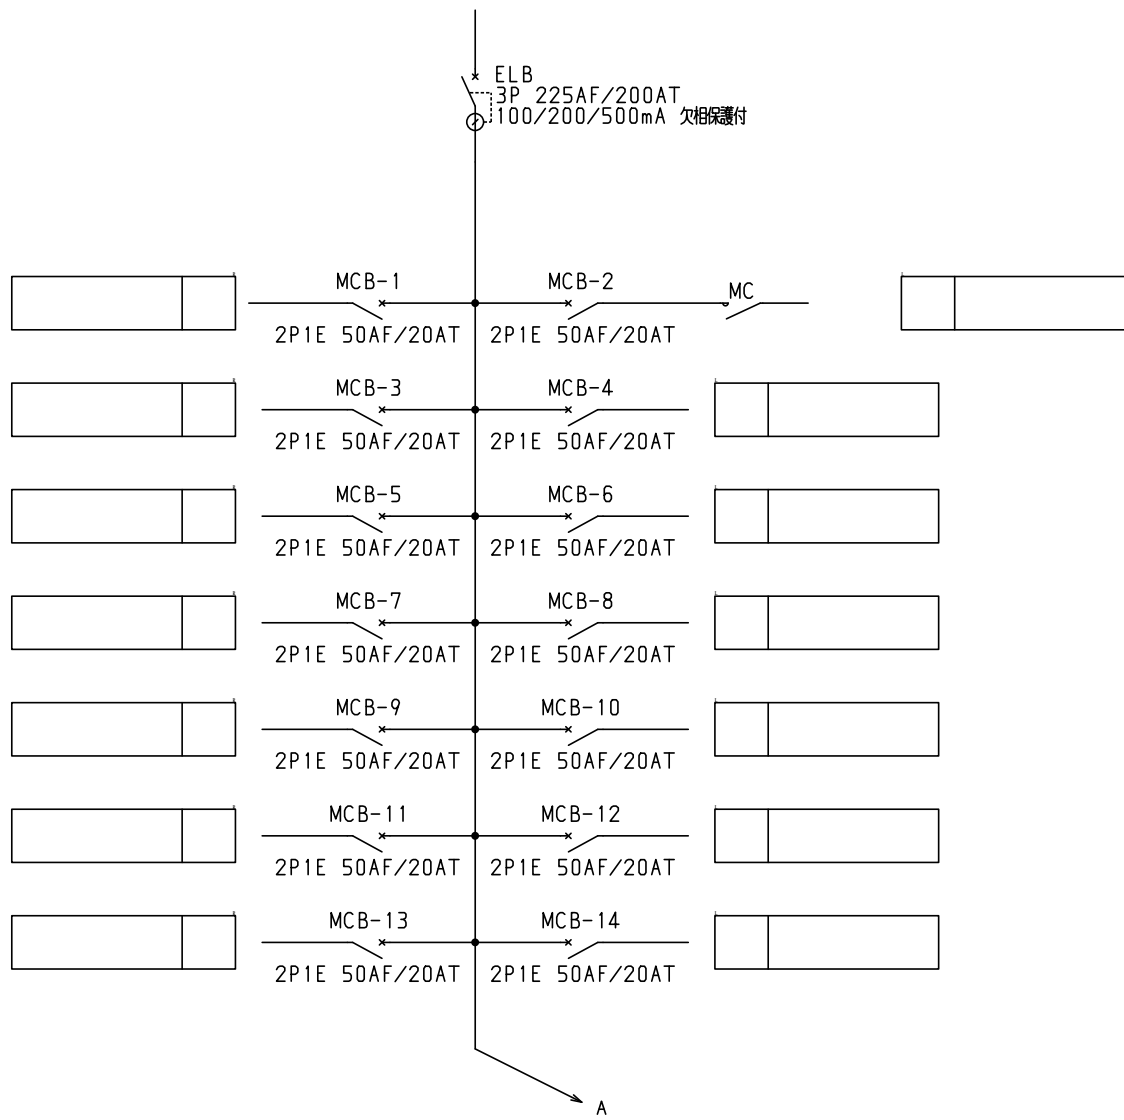 ELB
3P 225AF/200AT
100/200/500mA 欠相保護付
MCB-1 MCB-2 MC
2P1E 50AF/20AT 2P1E 50AF/20AT
MCB-3 MCB-4
2P1E 50AF/20AT 2P1E 50AF/20AT
MCB-5 MCB-6
2P1E 50AF/20AT 2P1E 50AF/20AT
MCB-7 MCB-8
2P1E 50AF/20AT 2P1E 50AF/20AT
MCB-9 MCB-10
2P1E 50AF/20AT 2P1E 50AF/20AT
MCB-11 MCB-12
2P1E 50AF/20AT 2P1E 50AF/20AT
MCB-13 MCB-14
2P1E 50AF/20AT 2P1E 50AF/20AT
A